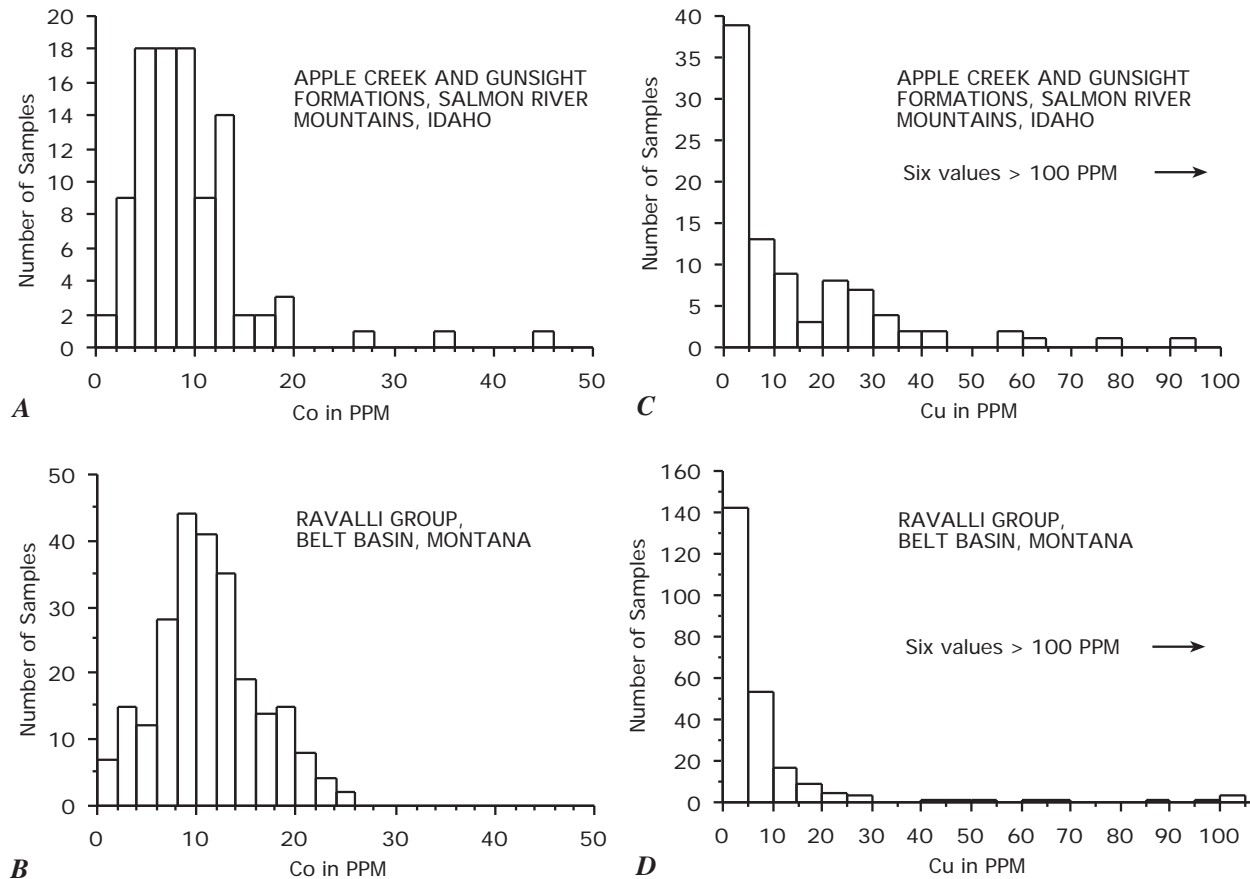 20
18
16
14
12
10
8
6
4
2
0
Number of Samples
APPLE CREEK AND GUNSIGHT
FORMATIONS, SALMON RIVER
MOUNTAINS, IDAHO
0 10 20 30 40 50
Co in PPM
A
40
35
30
25
20
15
10
5
0
Number of Samples
APPLE CREEK AND GUNSIGHT
FORMATIONS, SALMON RIVER
MOUNTAINS, IDAHO
Six values > 100 PPM
0 10 20 30 40 50 60 70 80 90 100
Cu in PPM
C
50
40
30
20
10
0
Number of Samples
RAVALLI GROUP,
BELT BASIN, MONTANA
0 10 20 30 40 50
Co in PPM
B
160
140
120
100
80
60
40
20
0
Number of Samples
RAVALLI GROUP,
BELT BASIN, MONTANA
Six values > 100 PPM
0 10 20 30 40 50 60 70 80 90 100
Cu in PPM
D